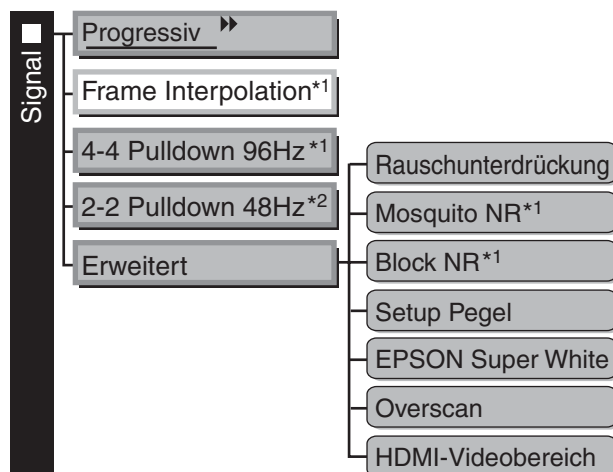 Signal
Progressiv
Frame Interpolation*1
4-4 Pulldown 96Hz*1
2-2 Pulldown 48Hz*2
Erweitert
Rauschunterdrückung
Mosquito NR*1
Block NR*1
Setup Pegel
EPSON Super White
Overscan
HDMI-Videobereich